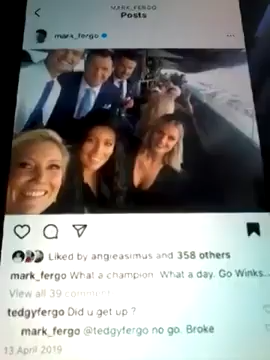 MARK_FERGO
Posts
mark_fergo
Liked by angieasimus and 358 others
mark_fergo What a champion. What a day. Go Winks...
View all 39 comments
tedgyfergo Did u get up ?
mark_fergo @tedgyfergo no go. Broke
13 April 2019